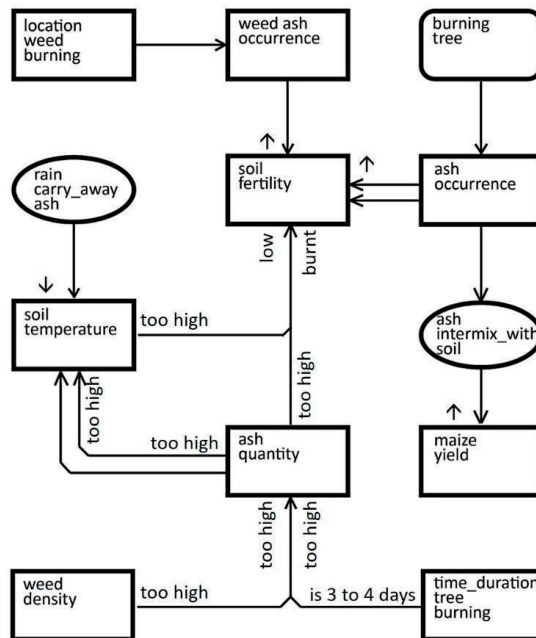 location
weed
burning
weed ash
occurrence
burning
tree
rain
carry_away
ash
soil
fertility
ash
occurrence
low
burnt
soil
temperature
too high
ash
intermix_with
soil
too high
too high
too high
ash
quantity
maize
yield
too high
too high
weed
density
too high
is 3 to 4 days
time_duration
tree
burning